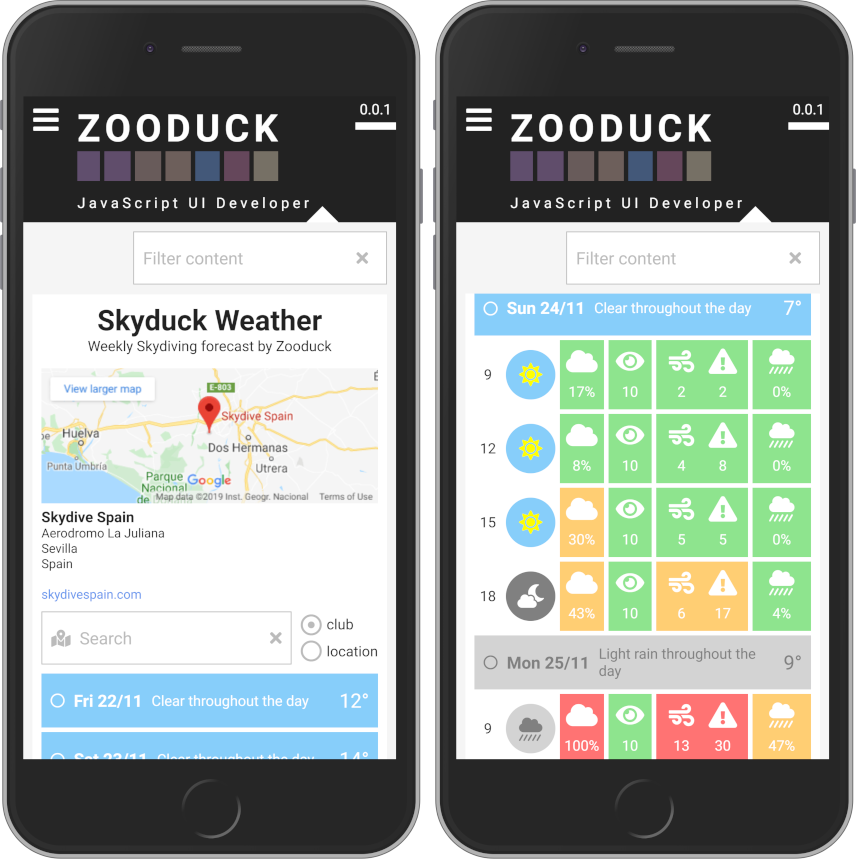 0.0.1
ZOODUCK
JavaScript UI Developer
Filter content
Skyduck Weather
Weekly Skydiving forecast by Zooduck
View larger map
E-803
Skydive Spain
Huelva
Dos Hermanas
Punta Umbría
Utrera
Parque
Nacional
de
Google
Map data ©2019 Inst. Geogr. Nacional Terms of Use
Skydive Spain
Aerodromo La Juliana
Sevilla
Spain
skydivespain.com
Search
club
location
Fri 22/11 Clear throughout the day 12°
Sat 23/11 Clear throughout the day 14°
0.0.1
ZOODUCK
JavaScript UI Developer
Filter content
Sun 24/11 Clear throughout the day 7°
9
17% 10 2 2 0%
12
8% 10 4 8 0%
15
30% 10 5 5 0%
18
43% 10 6 17 4%
Mon 25/11 Light rain throughout the
day 9°
9
100% 10 13 30 47%